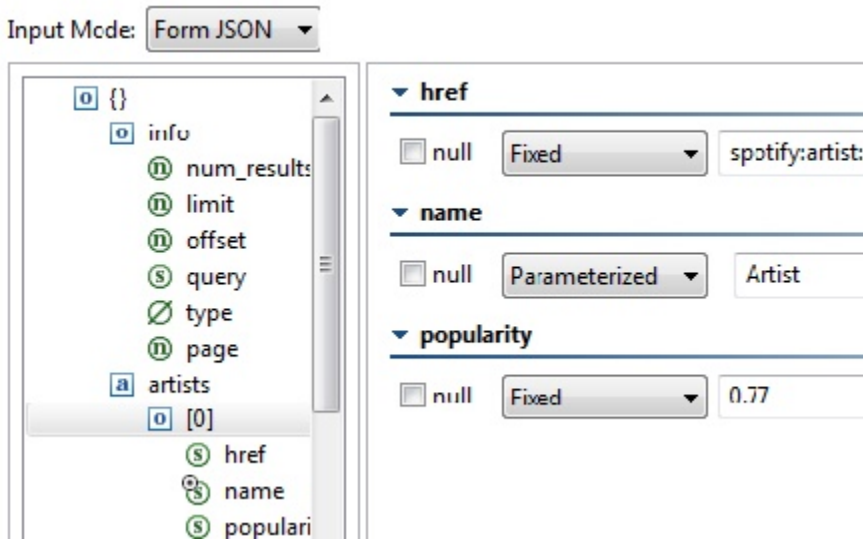 Input Mode: Form JSON
{}
info
num_results
limit
offset
query
type
page
artists
[0]
href
name
populari
href
null Fixed spotify:artist:
name
null Parameterized Artist
popularity
null Fixed 0.77